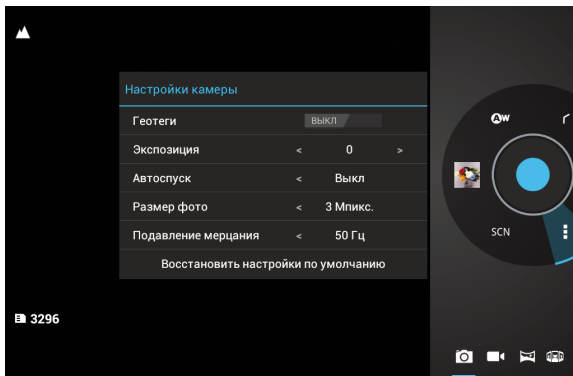 Настройки камеры
Геотеги ВЫКЛ
Экспозиция < 0 >
Автоспуск < Выкл
Размер фото < 3 Мпикс.
Подавление мерцания < 50 Гц
Восстановить настройки по умолчанию
AW
SCN
3296